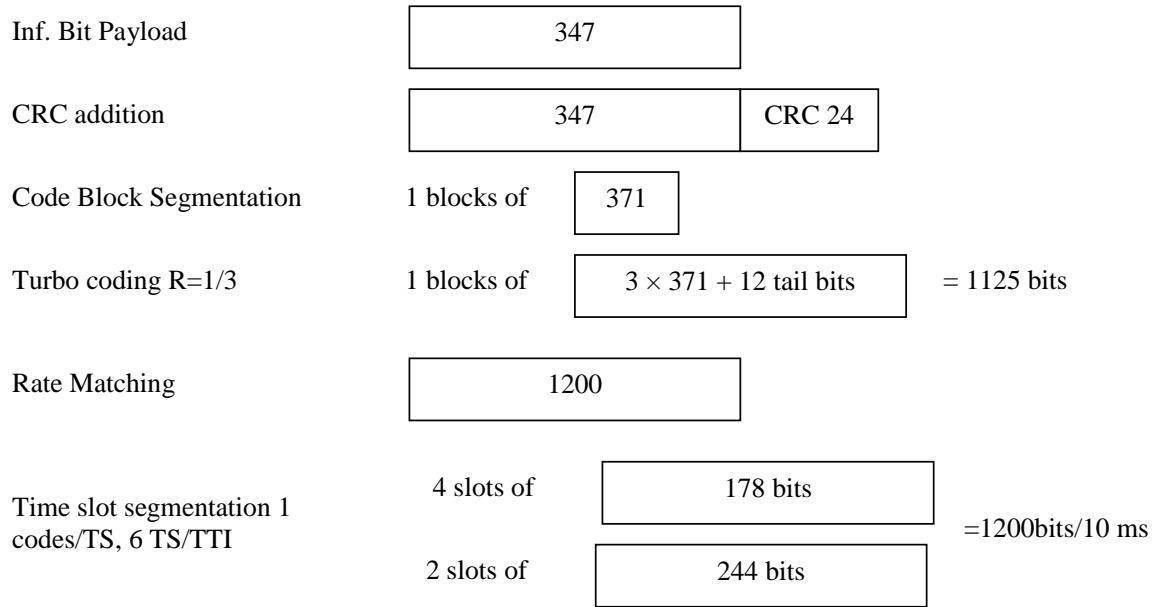 Inf. Bit Payload 347
CRC addition 347 CRC 24
Code Block Segmentation 1 blocks of 371
Turbo coding R=1/3 1 blocks of 3 × 371 + 12 tail bits = 1125 bits
Rate Matching 1200
4 slots of 178 bits
Time slot segmentation 1
codes/TS, 6 TS/TTI
=1200bits/10 ms
2 slots of 244 bits